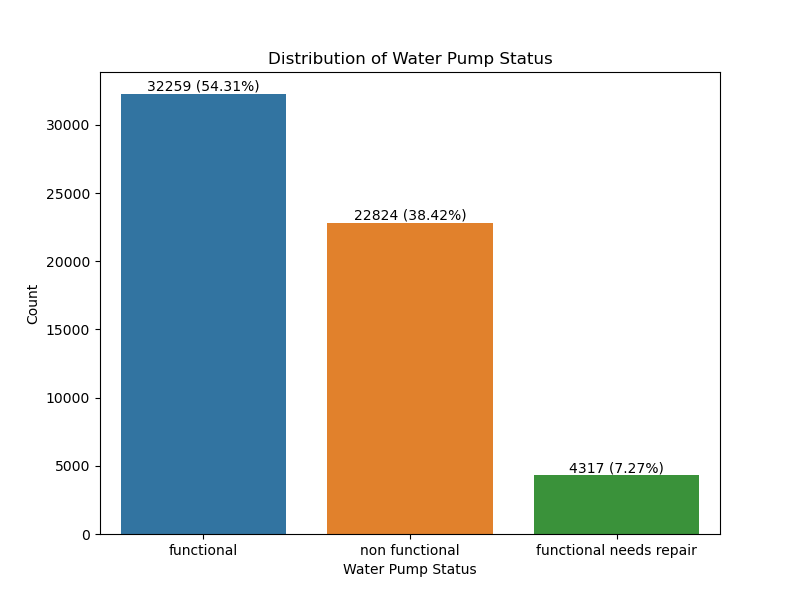 Distribution of Water Pump Status
32259 (54.31%)
22824 (38.42%)
4317 (7.27%)
30000
25000
20000
15000
10000
5000
0
Count
functional
non functional
functional needs repair
Water Pump Status